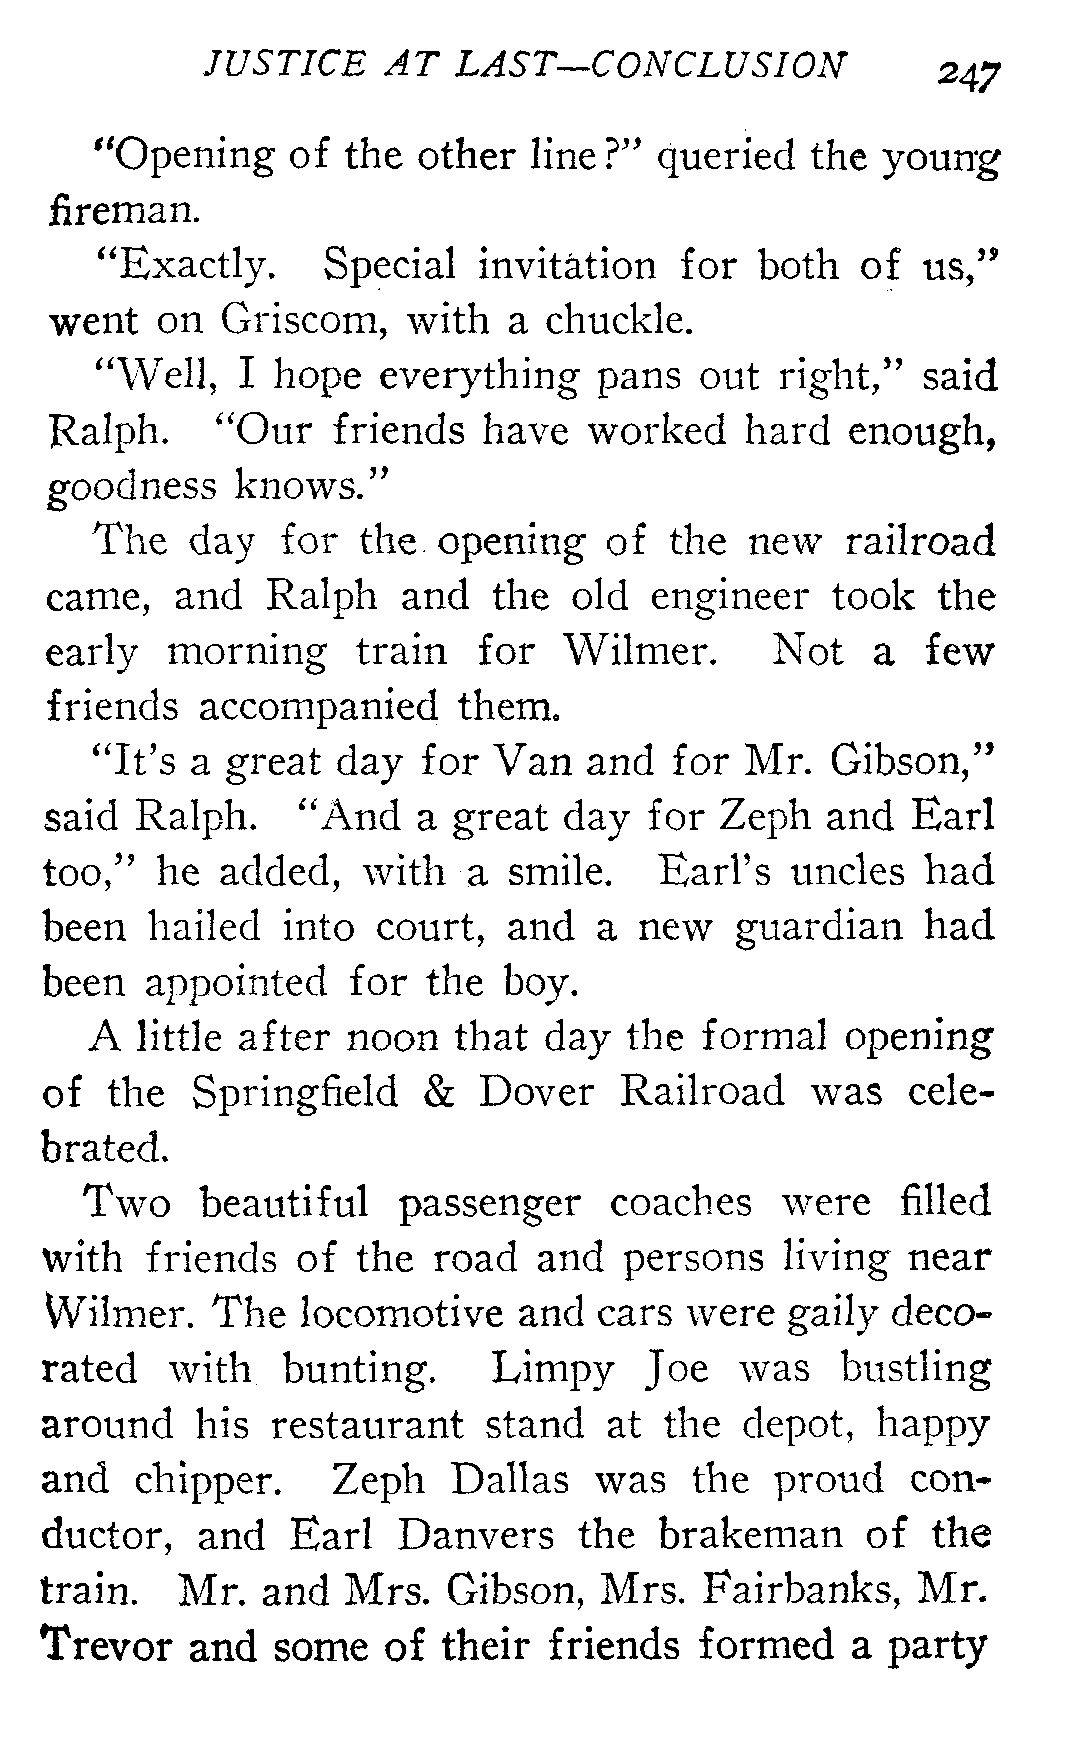 JUSTICE AT LAST—CONCLUSION 247
"Opening of the other line?" queried the young
fireman.
"Exactly. Special invitation for both of us,"
went on Griscom, with a chuckle.
"Well, I hope everything pans out right," said
Ralph. "Our friends have worked hard enough,
goodness knows."
The day for the opening of the new railroad
came, and Ralph and the old engineer took the
early morning train for Wilmer. Not a few
friends accompanied them.
"It's a great day for Van and for Mr. Gibson,"
said Ralph. "And a great day for Zeph and Earl
too," he added, with a smile. Earl's uncles had
been hailed into court, and a new guardian had
been appointed for the boy.
A little after noon that day the formal opening
of the Springfield & Dover Railroad was cele-
brated.
Two beautiful passenger coaches were filled
with friends of the road and persons living near
Wilmer. The locomotive and cars were gaily deco-
rated with bunting. Limpy Joe was bustling
around his restaurant stand at the depot, happy
and chipper. Zeph Dallas was the proud con-
ductor, and Earl Danvers the brakeman of the
train. Mr. and Mrs. Gibson, Mrs. Fairbanks, Mr.
Trevor and some of their friends formed a party